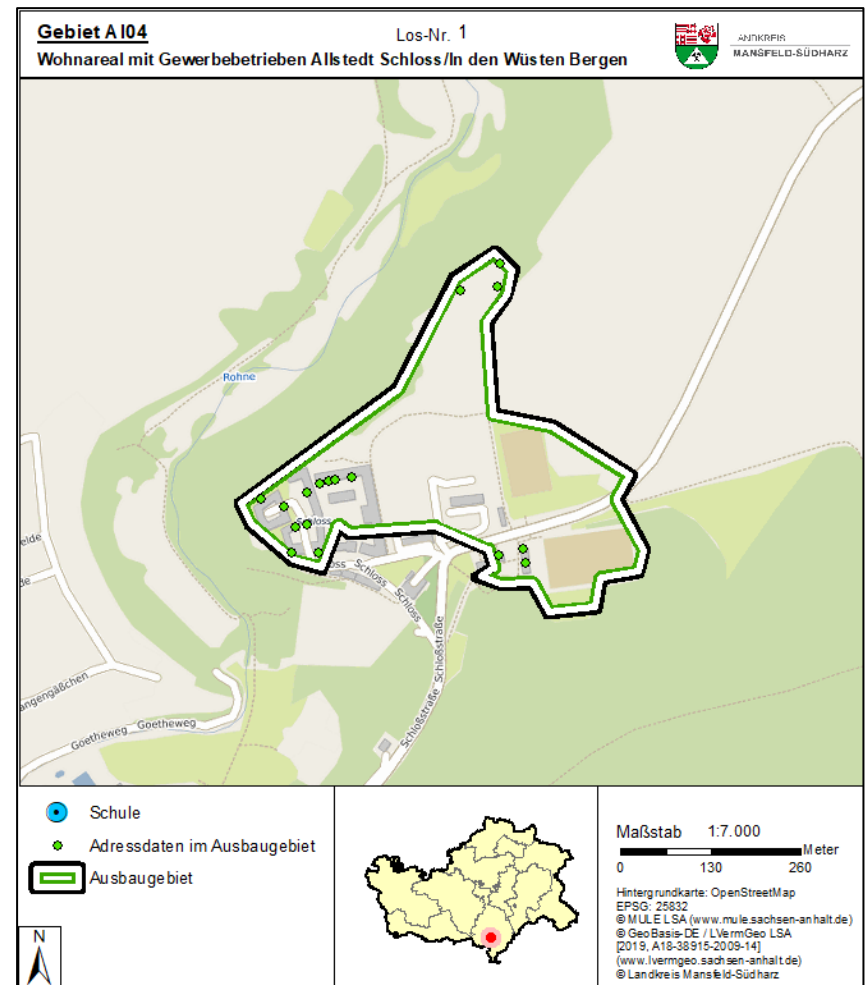 Gebiet Al04
Los-Nr. 1
Wohnareal mit Gewerbebetrieben Allstedt Schloss/In den Wüsten Bergen
LANDKREIS
MANSFELD-SÜDHARZ
Rohne
Schloss
Schloss
Schloss
Schloßstraße
Schloßstraße
Goetheweg
Goetheweg
Schule
Adressdaten im Ausbaugebiet
Ausbaugebiet
N
Maßstab 1:7.000
Meter
0 130 260
Hintergrundkarte: OpenStreetMap
EPSG: 25832
© MULE LSA (www.mule.sachsen-anhalt.de)
© GeoBasis-DE / LVermGeo LSA
[2019, A18-38915-2009-14]
(www.lvermgeo.sachsen-anhalt.de)
© Landkreis Mansfeld-Südharz